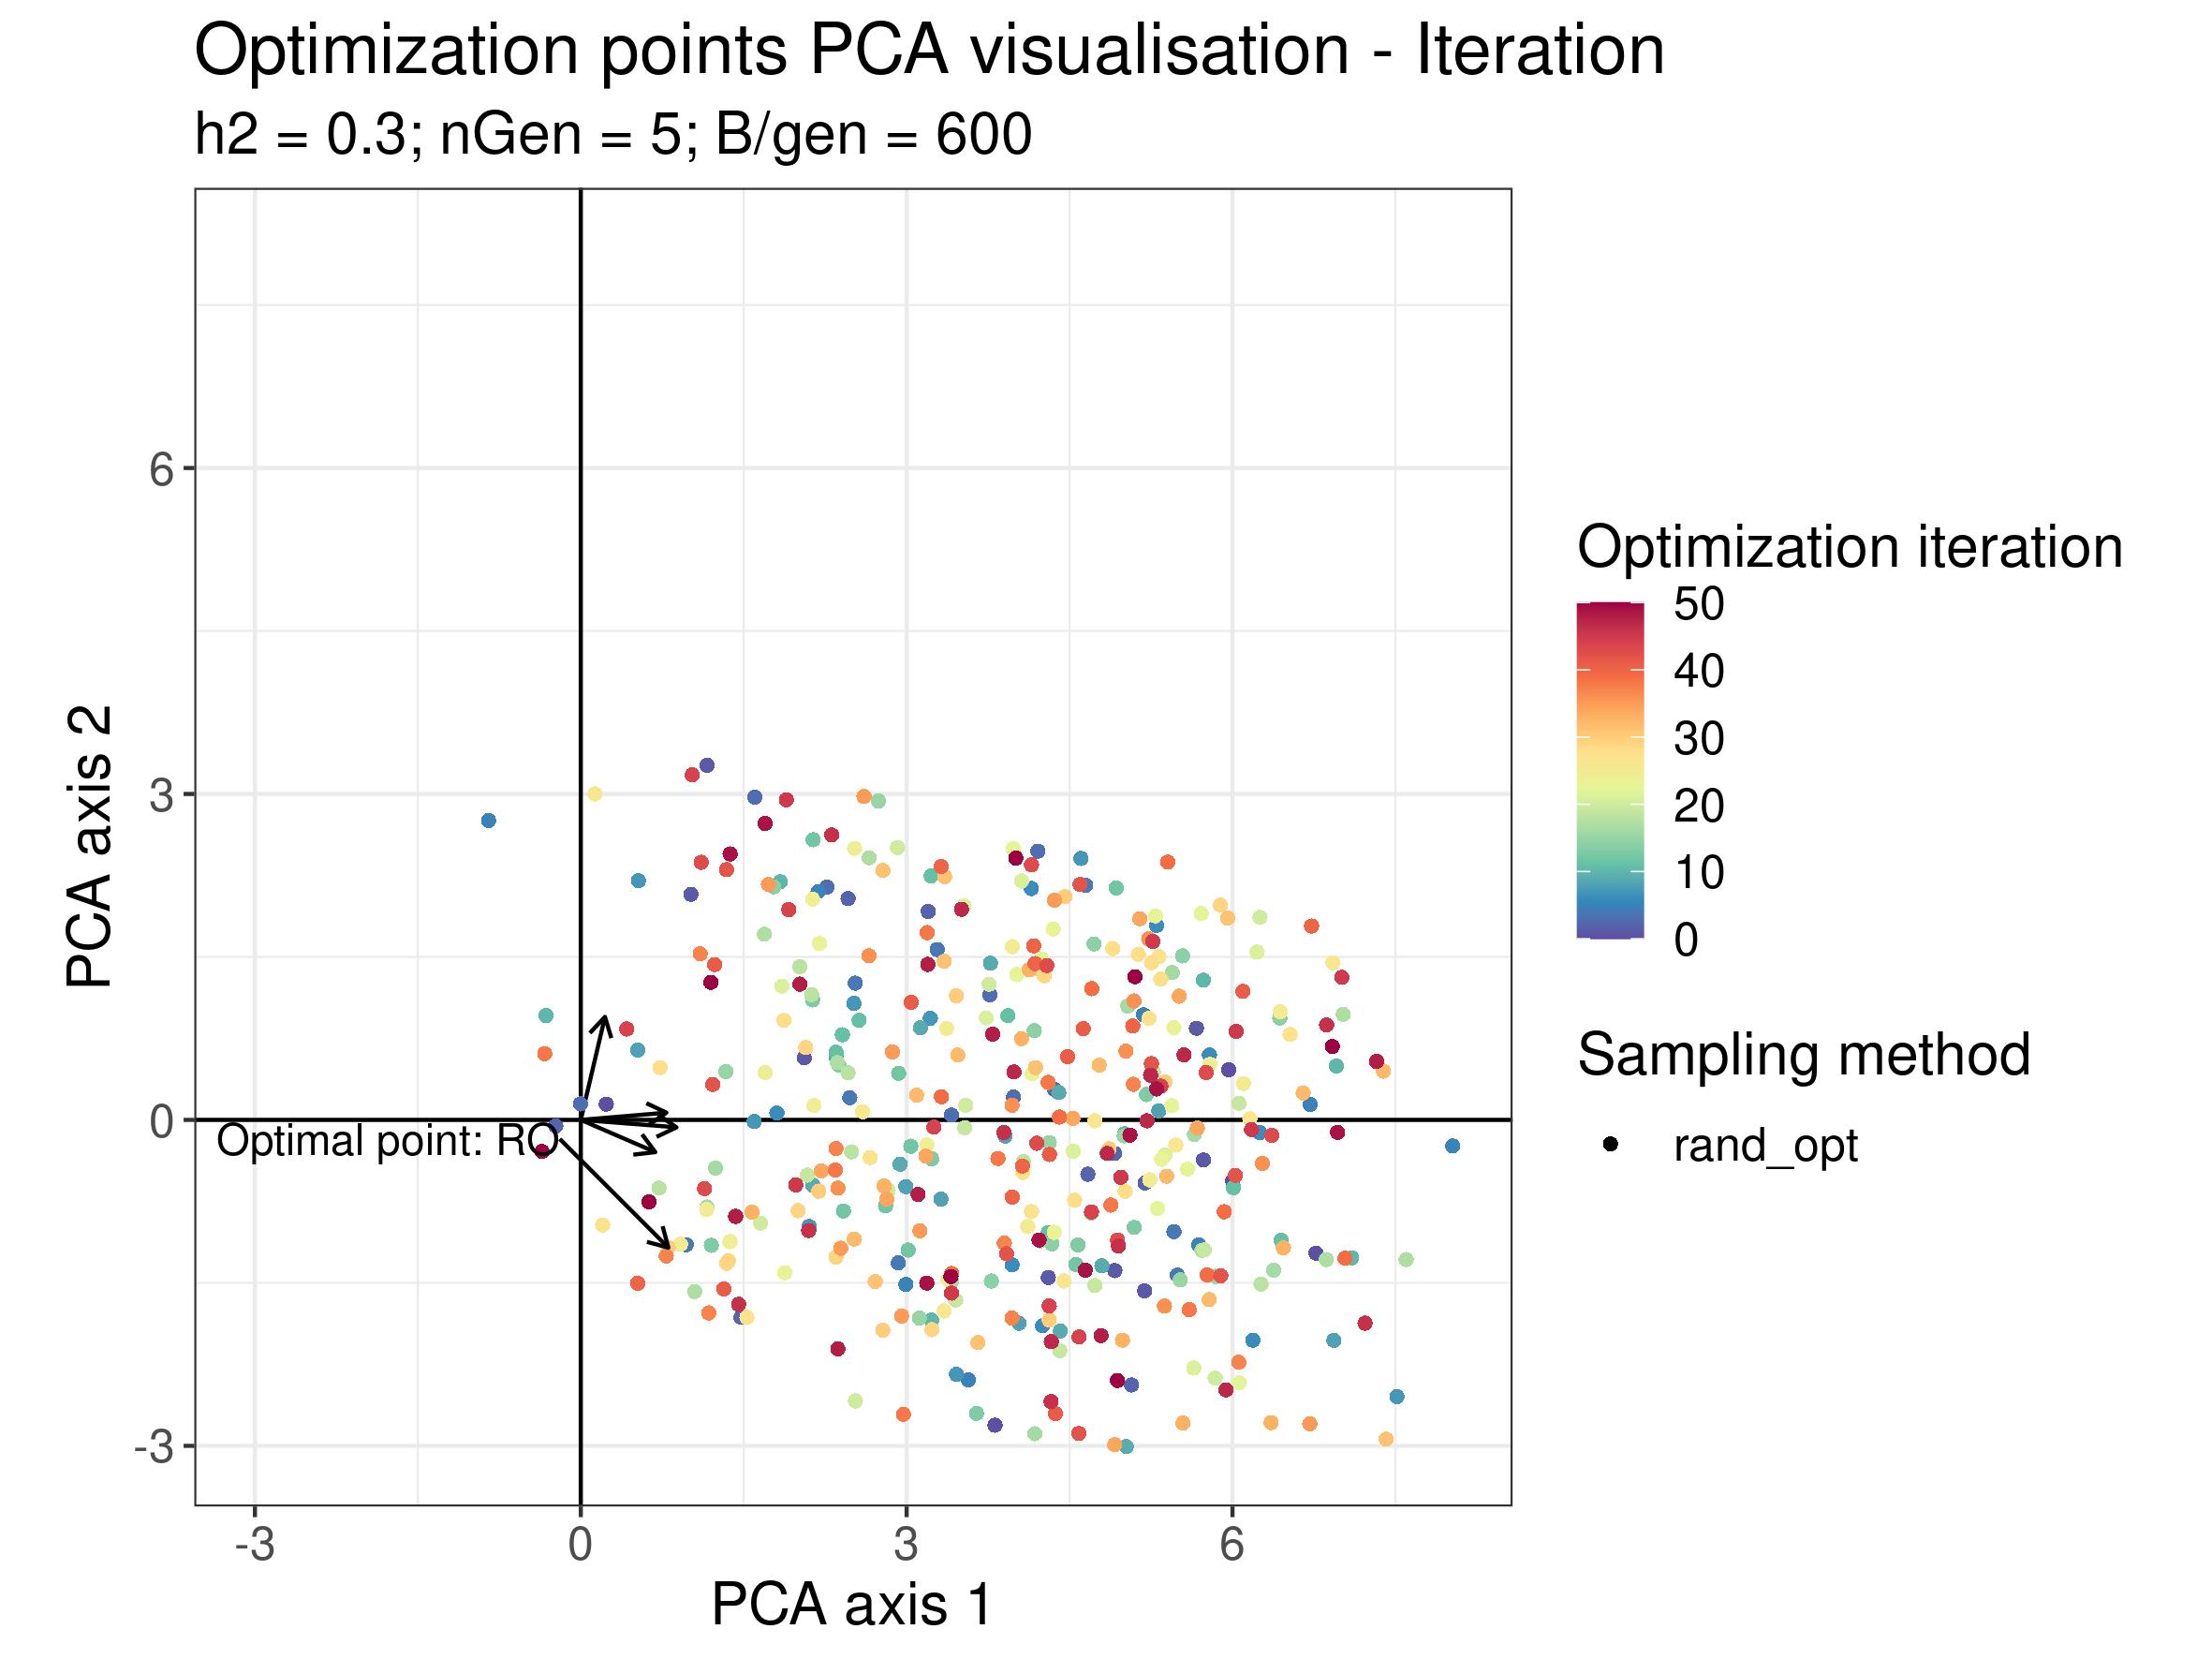 Optimization points PCA visualisation - Iteration
h2 = 0.3; nGen = 5; B/gen = 600
PCA axis 2
6
3
0
-3
Optimal point: RO
-3
0
3
6
PCA axis 1
Optimization iteration
50
40
30
20
10
0
Sampling method
rand_opt